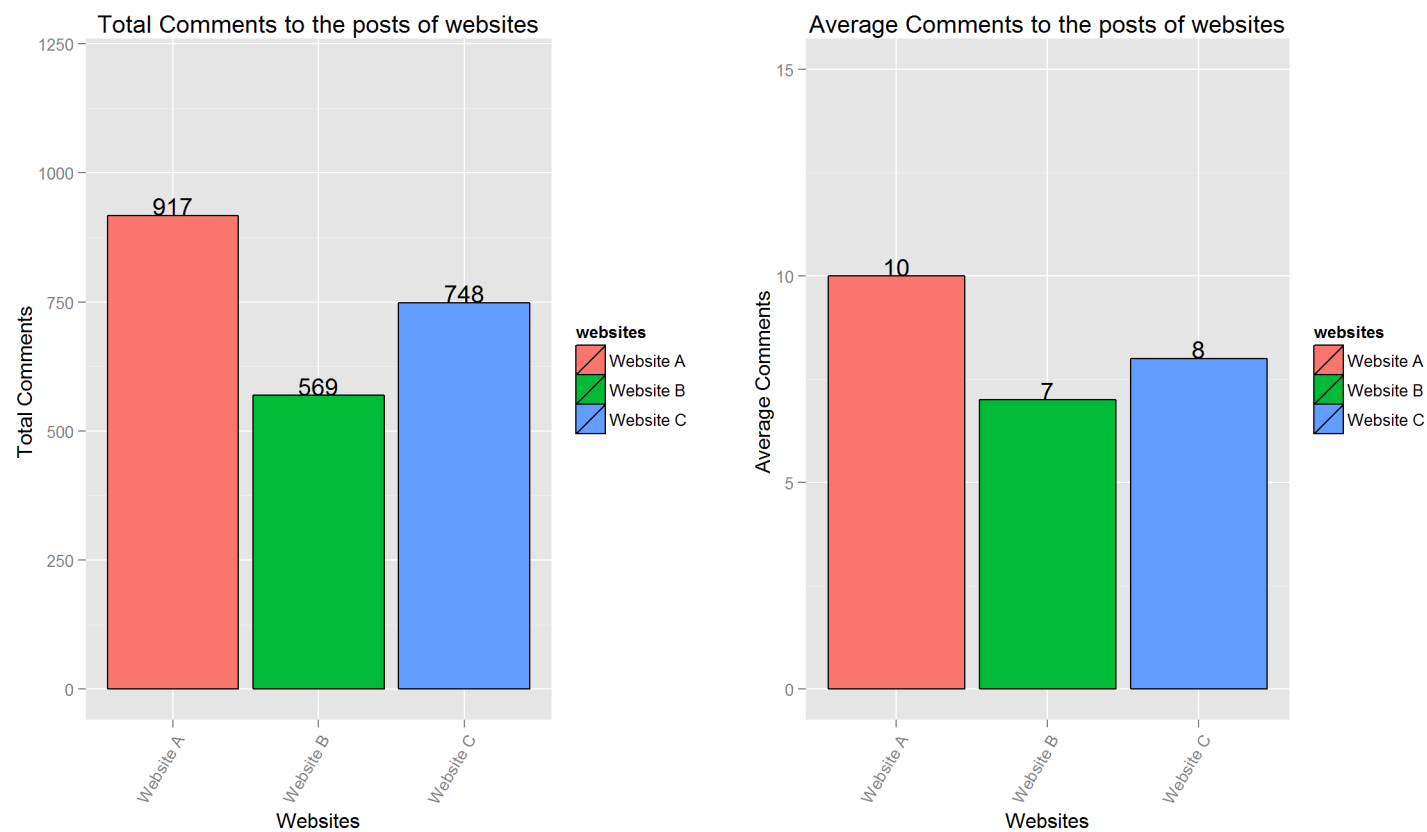 Total Comments to the posts of websites
1250
1000
750
500
250
0
Total Comments
917
569
748
Website A
Website B
Website C
Websites
websites
Website A
Website B
Website C
Average Comments to the posts of websites
15
10
5
0
Average Comments
10
7
8
Website A
Website B
Website C
Websites
websites
Website A
Website B
Website C